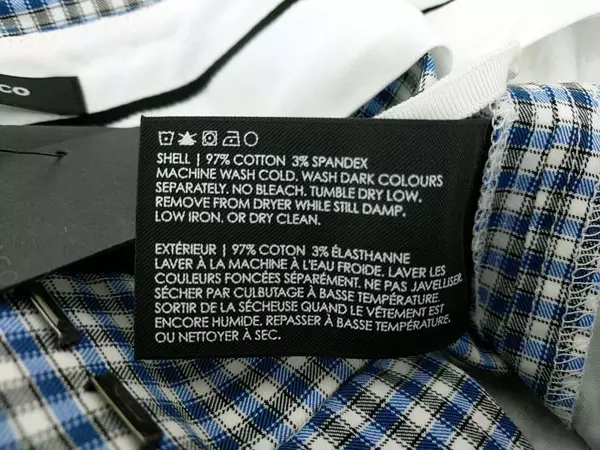 CO
SHELL | 97% COTTON 3% SPANDEX
MACHINE WASH COLD. WASH DARK COLOURS
SEPARATELY. NO BLEACH. TUMBLE DRY LOW.
REMOVE FROM DRYER WHILE STILL DAMP.
LOW IRON. OR DRY CLEAN.
EXTÉRIEUR | 97% COTON 3% ÉLASTHANNE
LAVER À LA MACHINE À L'EAU FROIDE. LAVER LES
COULEURS FONCÉES SÉPARÉMENT. NE PAS JAVELLISER
SÉCHER PAR CULBUTAGE À BASSE TEMPÉRATURE.
SORTIR DE LA SÉCHEUSE QUAND LE VÊTEMENT EST
ENCORE HUMIDE. REPASSER À BASSE TEMPÉRATURE.
OU NETTOYER À SEC.